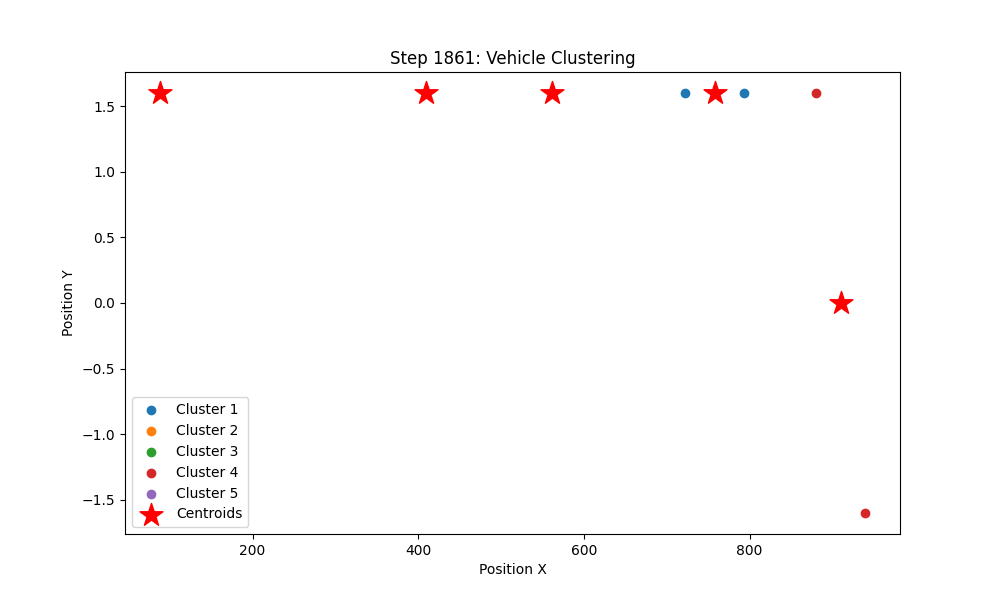 Step 1861: Vehicle Clustering
Position Y
1.5
1.0
0.5
0.0
−0.5
−1.0
−1.5
Cluster 1
Cluster 2
Cluster 3
Cluster 4
Cluster 5
Centroids
200
400
600
800
Position X